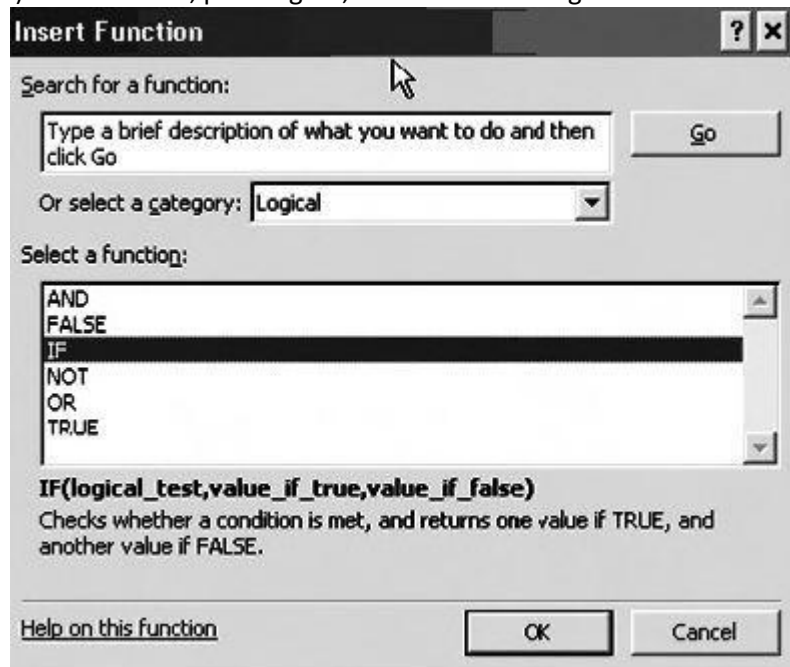 Insert Function
? ×
Search for a function:
Type a brief description of what you want to do and then
click Go
Go
Or select a category: Logical
Select a function:
AND
FALSE
IF
NOT
OR
TRUE
IF(logical_test,value_if_true,value_if_false)
Checks whether a condition is met, and returns one value if TRUE, and
another value if FALSE.
Help on this function
OK
Cancel